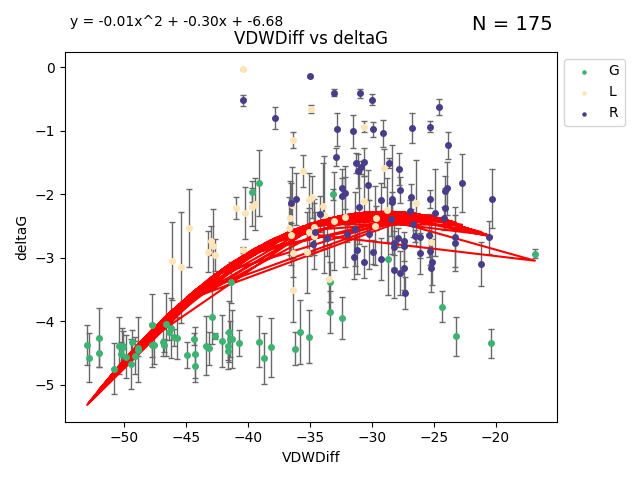 y = -0.01x^2 + -0.30x + -6.68
N = 175
VDWDiff vs deltaG
G
L
R
0
−1
−2
−3
−4
−5
deltaG
−50 −45 −40 −35 −30 −25 −20
VDWDiff